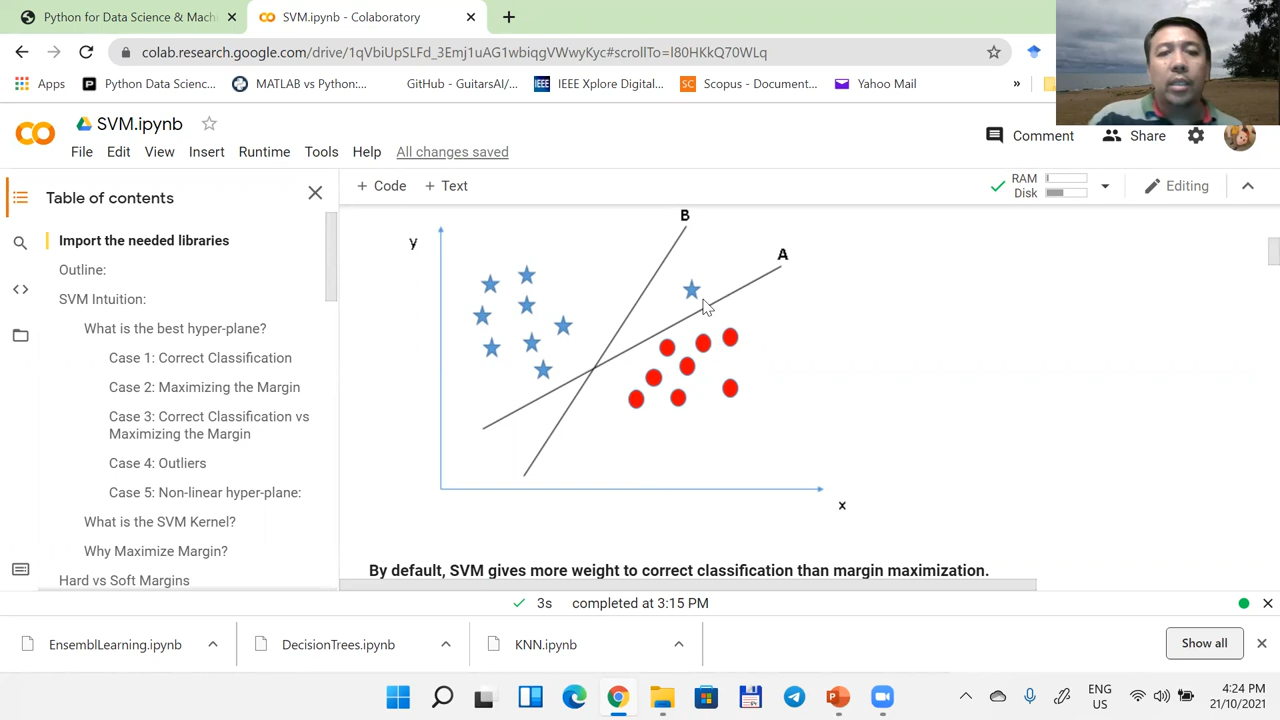 Python for Data Science & Machi
SVM.ipynb - Colaboratory
colab.research.google.com/drive/1qVbiUpSLFd_3Emj1uAG1wbiqgVWwyKyc#scrollTo=l80HKkQ70WLq
Apps
Python Data Scienc...
MATLAB vs Python:...
GitHub - GuitarsAI/...
IEEE Xplore Digital...
Scopus - Document...
Yahoo Mail
»
SVM.ipynb
File Edit View Insert Runtime Tools Help All changes saved
Comment
Share
+ Code + Text
RAM
Disk
Editing
Table of contents
Import the needed libraries
Outline:
SVM Intuition:
What is the best hyper-plane?
Case 1: Correct Classification
Case 2: Maximizing the Margin
Case 3: Correct Classification vs
Maximizing the Margin
Case 4: Outliers
Case 5: Non-linear hyper-plane:
What is the SVM Kernel?
Why Maximize Margin?
Hard vs Soft Margins
B
y
A
x
By default, SVM gives more weight to correct classification than margin maximization.
3s completed at 3:15 PM
EnsemblLearning.ipynb
DecisionTrees.ipynb
KNN.ipynb
Show all
ENG
US
4:24 PM
21/10/2021